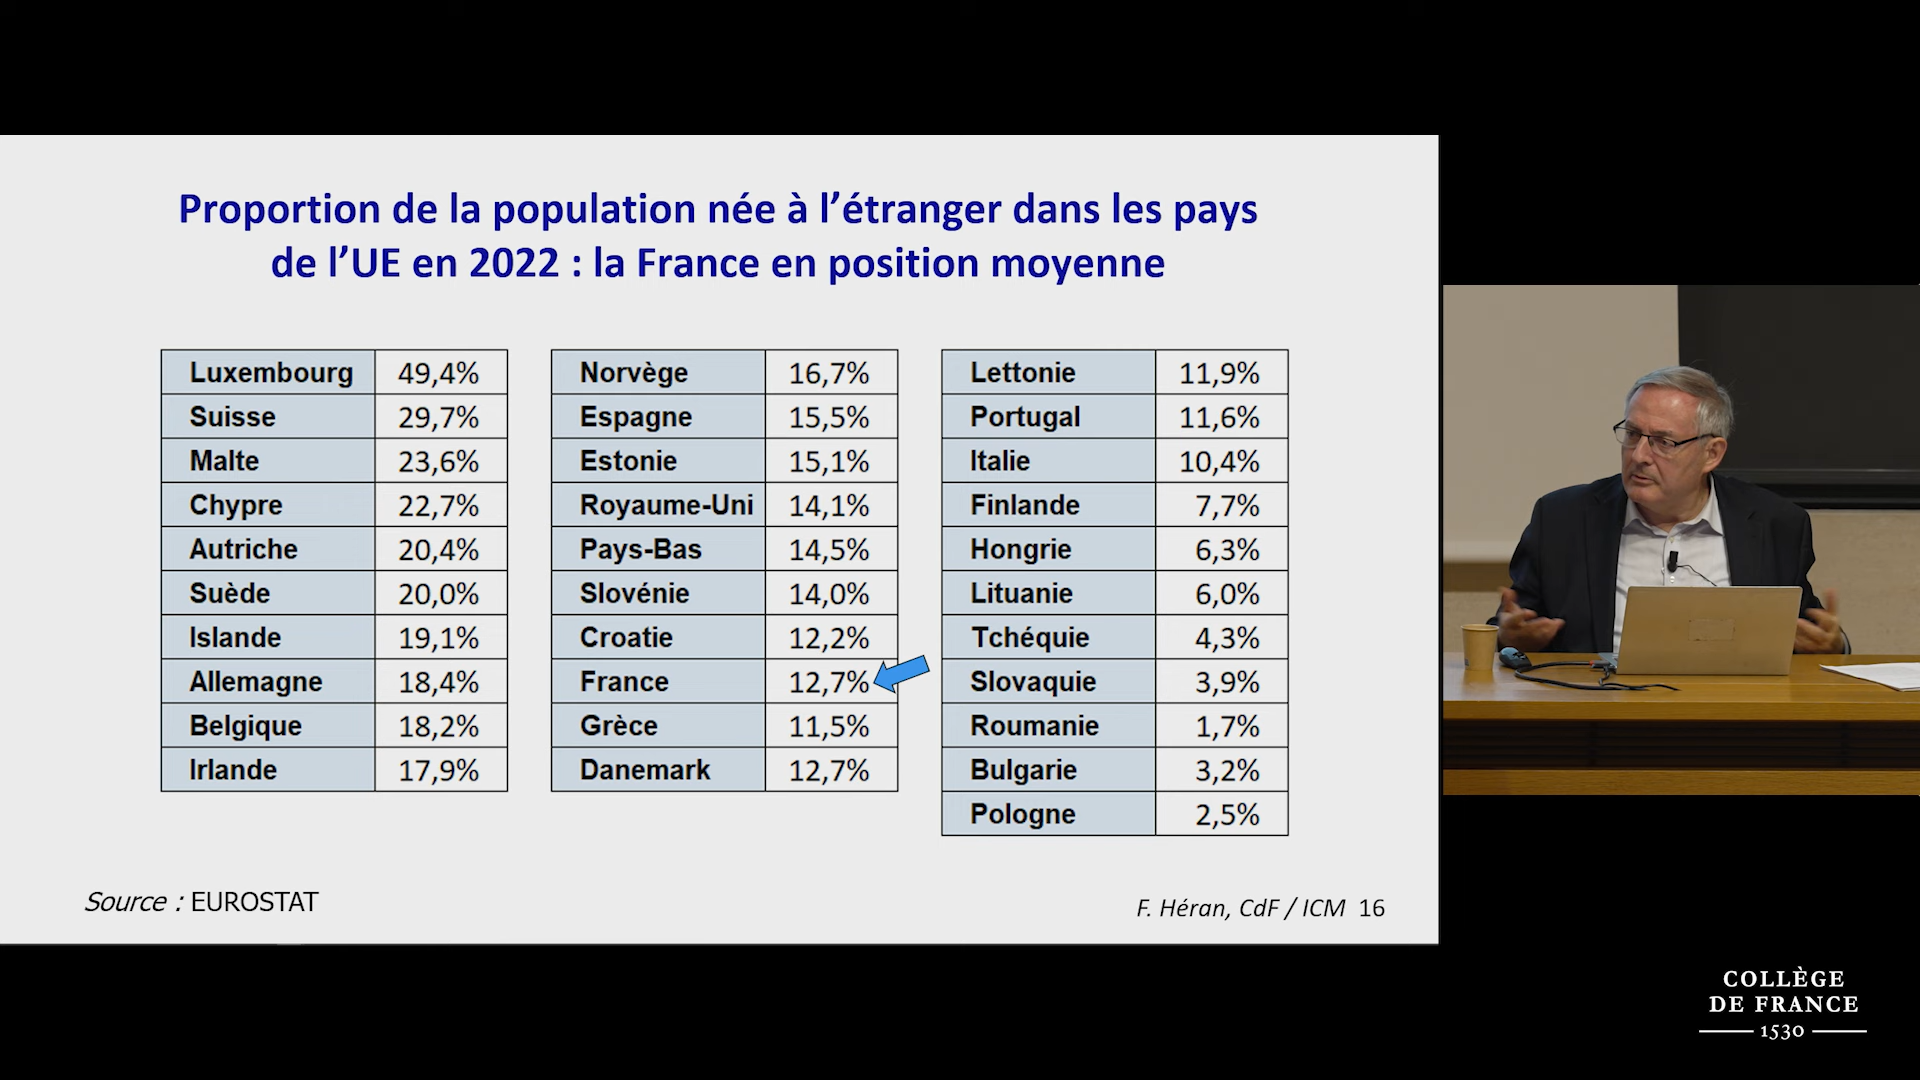 Proportion de la population née à l’étranger dans les pays
de l’UE en 2022 : la France en position moyenne
Luxembourg 49,4%
Suisse 29,7%
Malte 23,6%
Chypre 22,7%
Autriche 20,4%
Suède 20,0%
Islande 19,1%
Allemagne 18,4%
Belgique 18,2%
Irlande 17,9%
Norvège 16,7%
Espagne 15,5%
Estonie 15,1%
Royaume-Uni 14,1%
Pays-Bas 14,5%
Slovénie 14,0%
Croatie 12,2%
France 12,7%
Grèce 11,5%
Danemark 12,7%
Lettonie 11,9%
Portugal 11,6%
Italie 10,4%
Finlande 7,7%
Hongrie 6,3%
Lituanie 6,0%
Tchéquie 4,3%
Slovaquie 3,9%
Roumanie 1,7%
Bulgarie 3,2%
Pologne 2,5%
Source : EUROSTAT
F. Héran, CdF / ICM 16
COLLÈGE
DE FRANCE
1530